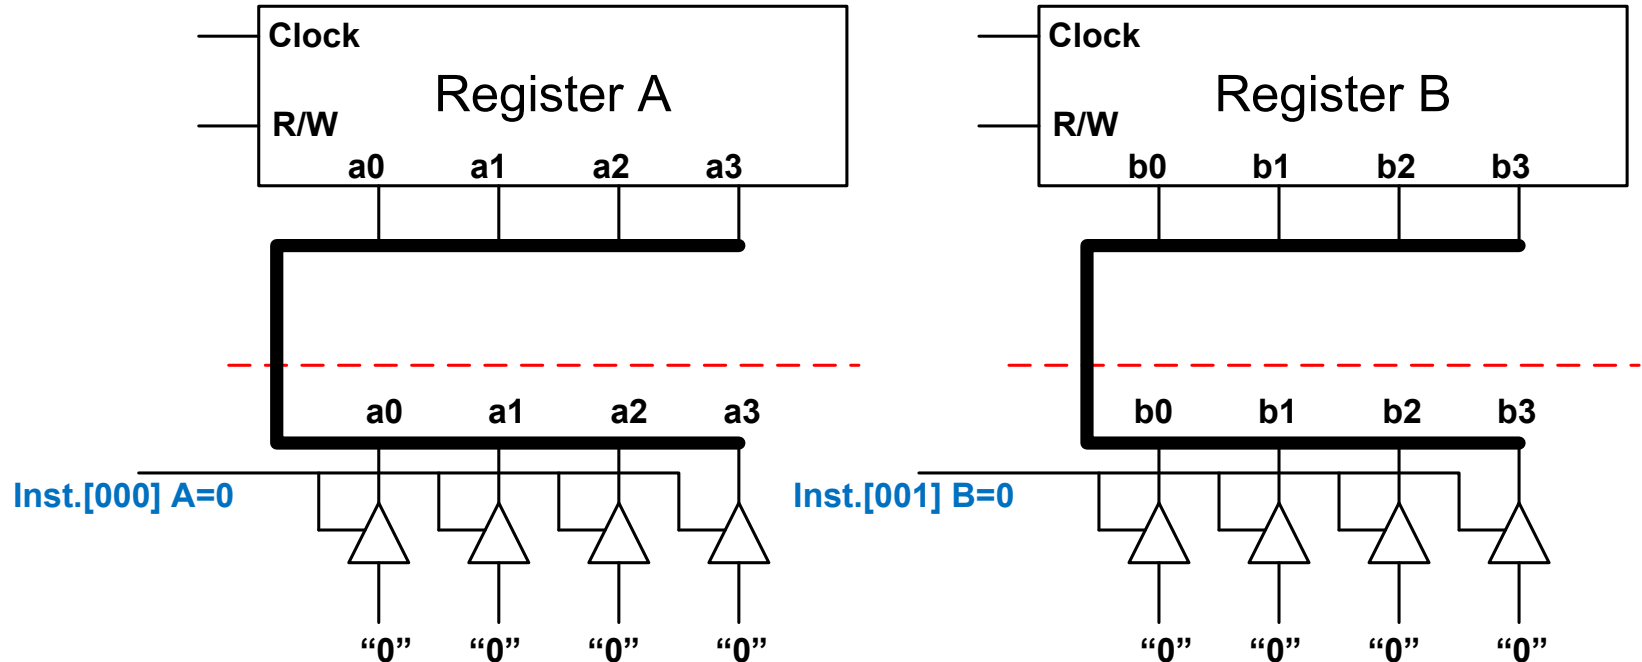 Clock
Register A
R/W
a0 a1 a2 a3
a0 a1 a2 a3
Inst.[000] A=0
“0” “0” “0” “0”
Clock
Register B
R/W
b0 b1 b2 b3
b0 b1 b2 b3
Inst.[001] B=0
“0” “0” “0” “0”